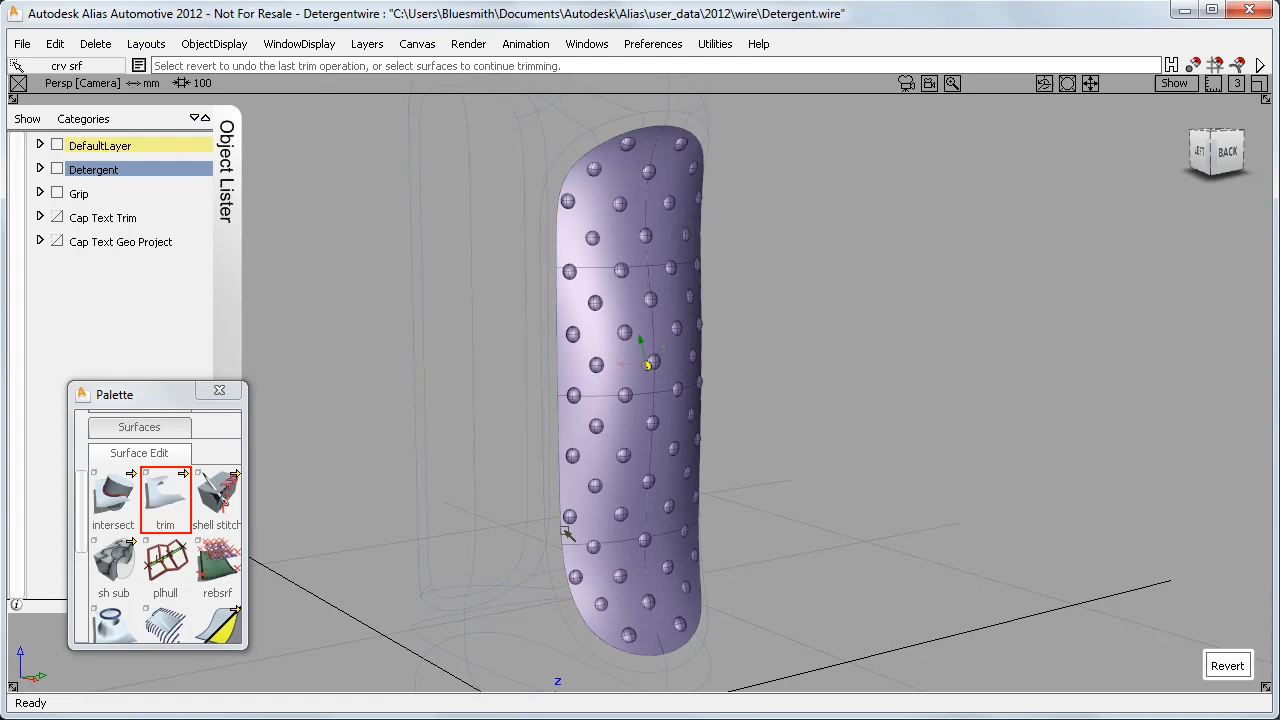 Autodesk Alias Automotive 2012 - Not For Resale - Detergentwire : "C:\Users\Bluesmith\Documents\Autodesk\Alias\user_data\2012\wire\Detergent.wire"
File Edit Delete Layouts ObjectDisplay WindowDisplay Layers Canvas Render Animation Windows Preferences Utilities Help
crv srf Select revert to undo the last trim operation, or select surfaces to continue trimming.
Persp [Camera] mm 100 Show 3
Show Categories
Object Lister
DefaultLayer
Detergent
Grip
Cap Text Trim
Cap Text Geo Project
LEFT BACK
Palette
Surfaces
Surface Edit
intersect trim shell stitch
sh sub plhull rebsrf
z
Revert
Ready